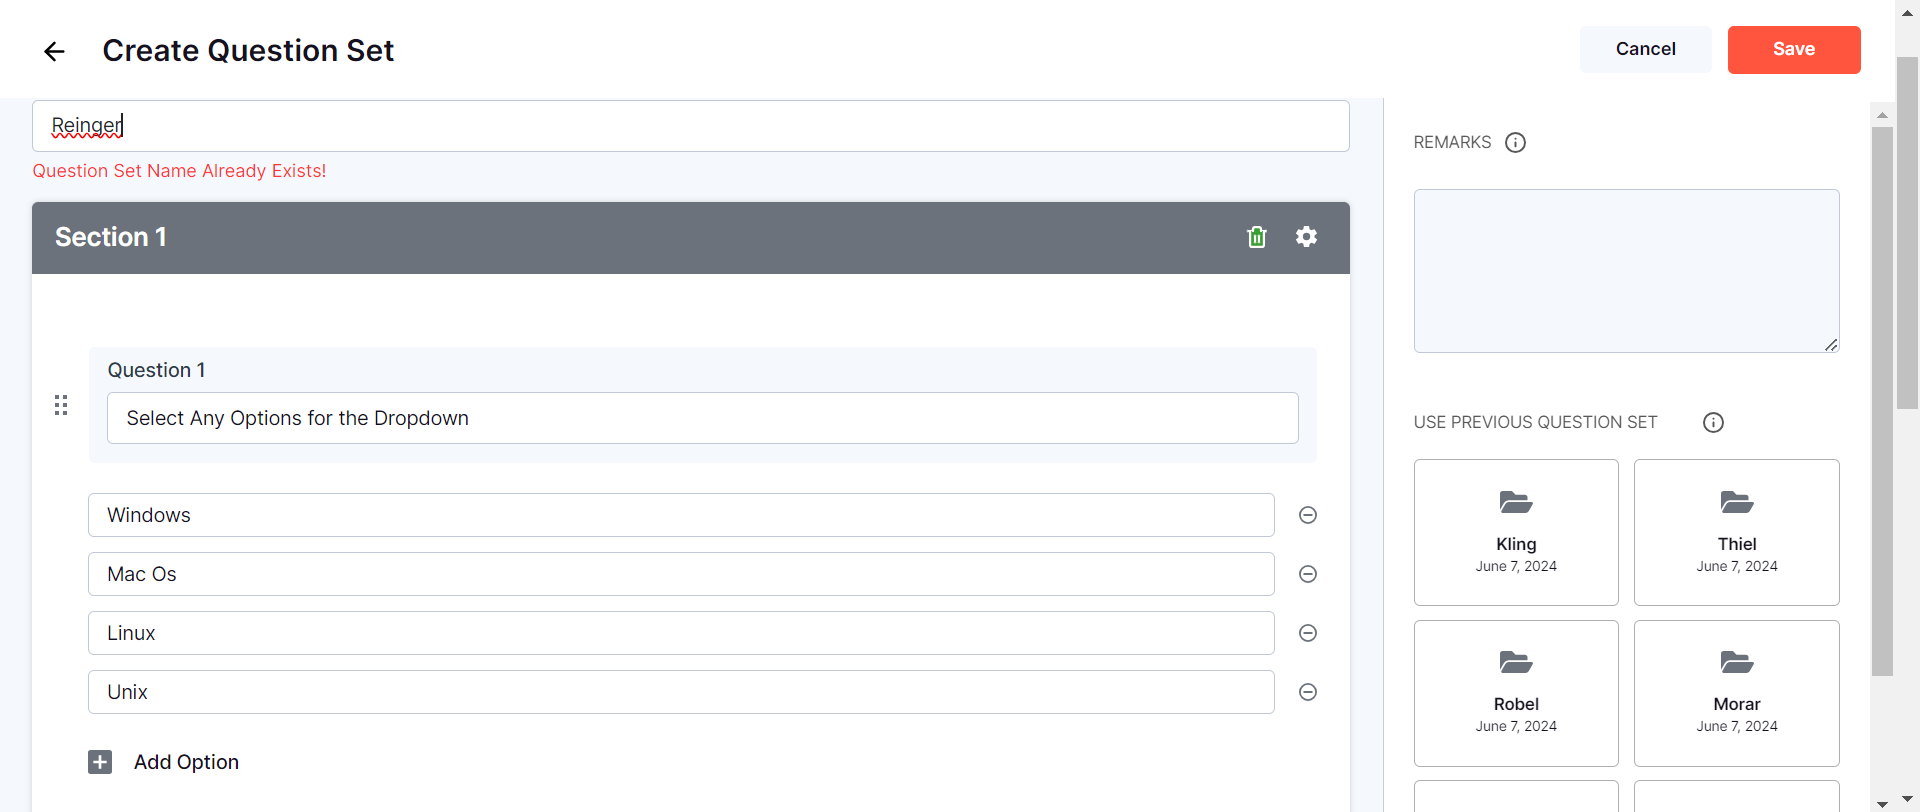 Create Question Set
Cancel
Save
Reinger
Question Set Name Already Exists!
Section 1
Question 1
Select Any Options for the Dropdown
Windows
Mac Os
Linux
Unix
Add Option
REMARKS
USE PREVIOUS QUESTION SET
Kling
June 7, 2024
Thiel
June 7, 2024
Robel
June 7, 2024
Morar
June 7, 2024